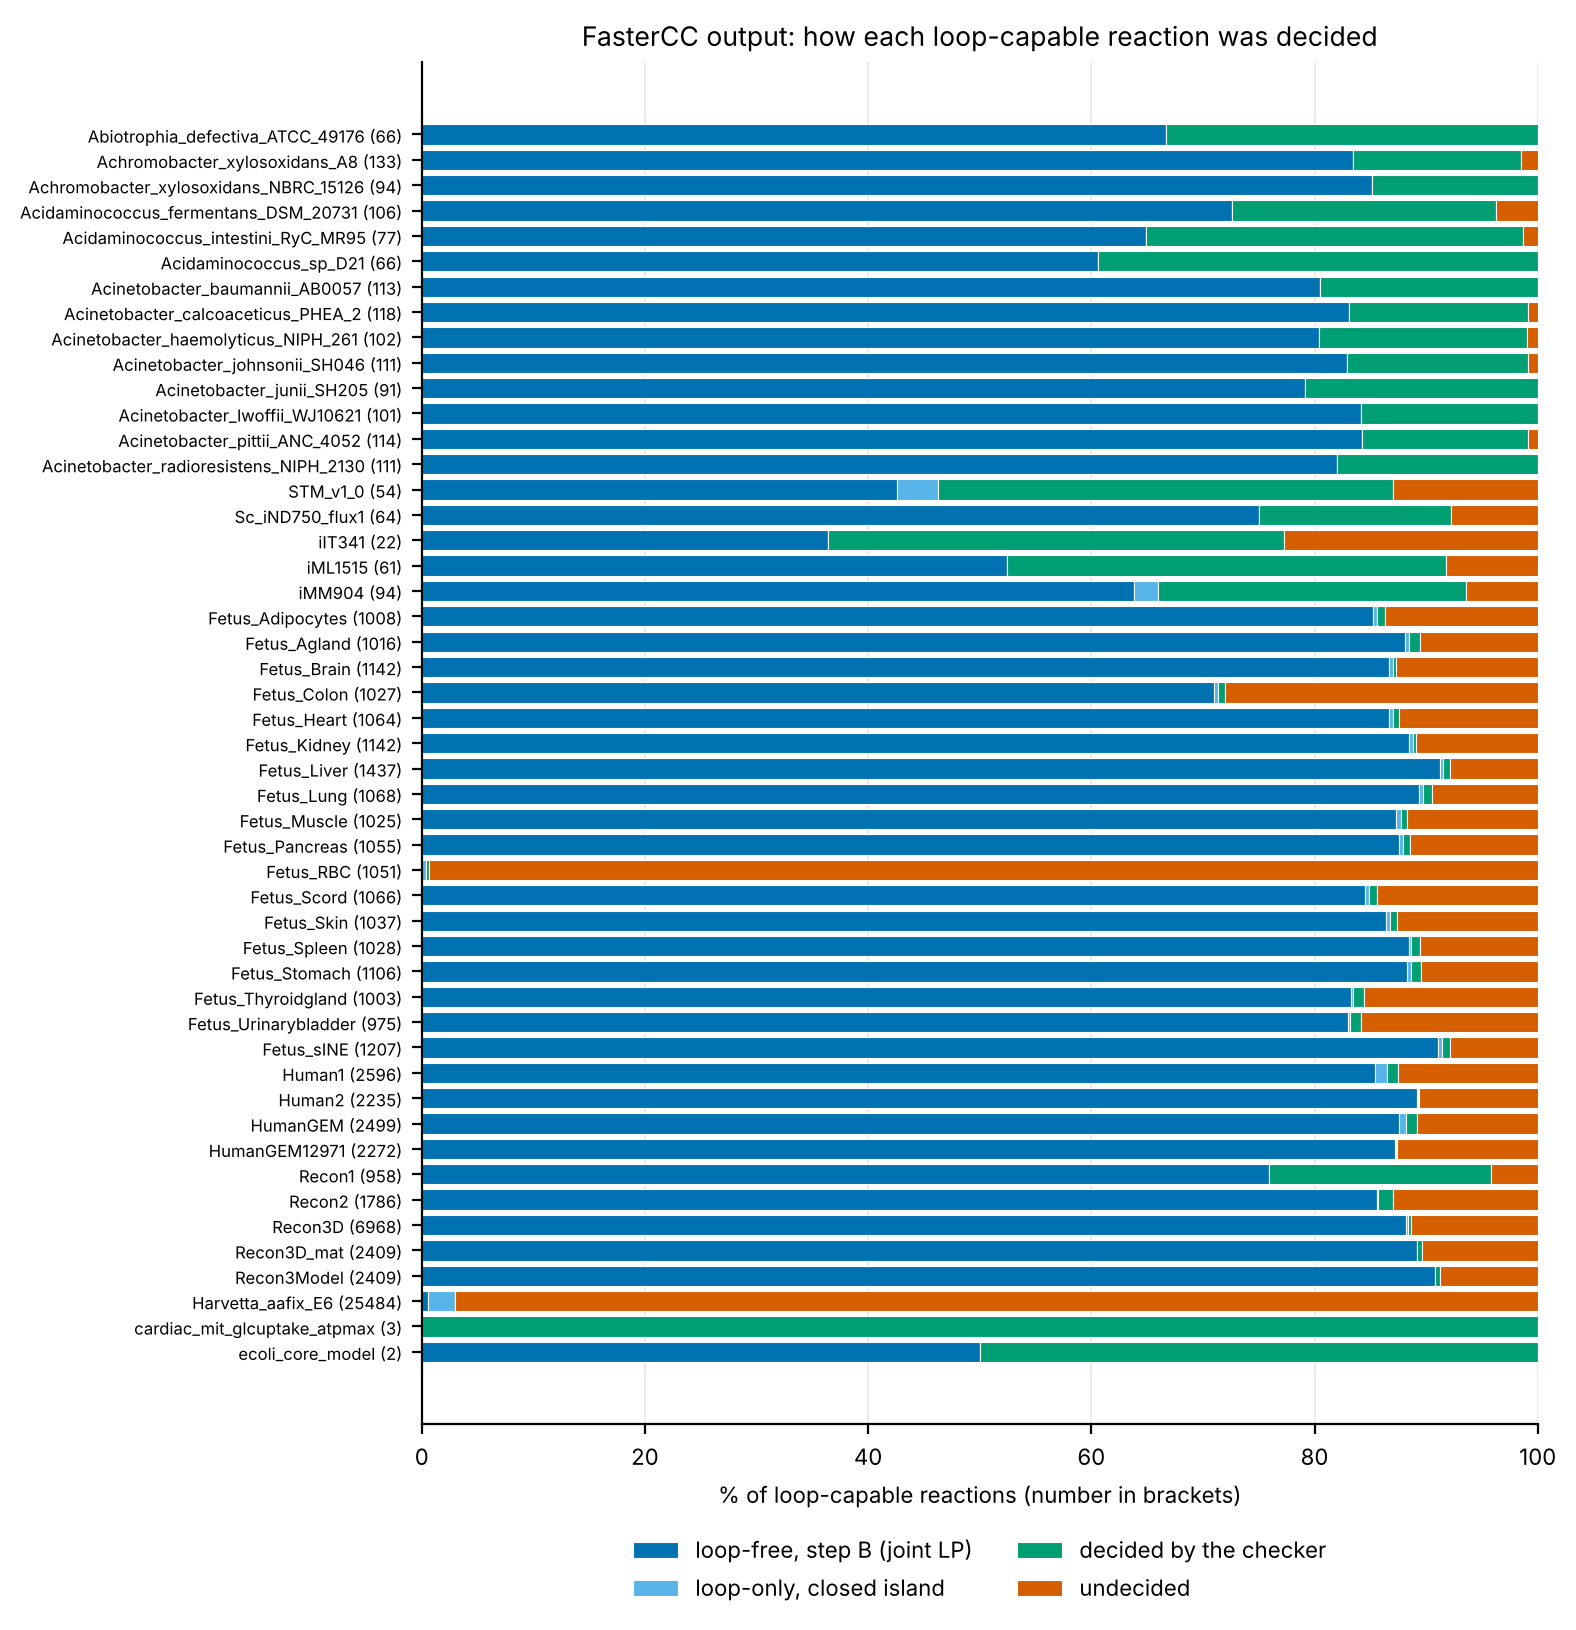 FasterCC output: how each loop-capable reaction was decided
Abiotrophia_defectiva_ATCC_49176 (66)
Achromobacter_xylosoxidans_A8 (133)
Achromobacter_xylosoxidans_NBRC_15126 (94)
Acidaminococcus_fermentans_DSM_20731 (106)
Acidaminococcus_intestini_RyC_MR95 (77)
Acidaminococcus_sp_D21 (66)
Acinetobacter_baumannii_AB0057 (113)
Acinetobacter_calcoaceticus_PHEA_2 (118)
Acinetobacter_haemolyticus_NIPH_261 (102)
Acinetobacter_johnsonii_SH046 (111)
Acinetobacter_junii_SH205 (91)
Acinetobacter_lwoffii_WJ10621 (101)
Acinetobacter_pittii_ANC_4052 (114)
Acinetobacter_radioresistens_NIPH_2130 (111)
STM_v1_0 (54)
Sc_iND750_flux1 (64)
iIT341 (22)
iML1515 (61)
iMM904 (94)
Fetus_Adipocytes (1008)
Fetus_Agland (1016)
Fetus_Brain (1142)
Fetus_Colon (1027)
Fetus_Heart (1064)
Fetus_Kidney (1142)
Fetus_Liver (1437)
Fetus_Lung (1068)
Fetus_Muscle (1025)
Fetus_Pancreas (1055)
Fetus_RBC (1051)
Fetus_Scord (1066)
Fetus_Skin (1037)
Fetus_Spleen (1028)
Fetus_Stomach (1106)
Fetus_Thyroidgland (1003)
Fetus_Urinarybladder (975)
Fetus_sINE (1207)
Human1 (2596)
Human2 (2235)
HumanGEM (2499)
HumanGEM12971 (2272)
Recon1 (958)
Recon2 (1786)
Recon3D (6968)
Recon3D_mat (2409)
Recon3Model (2409)
Harvetta_aafix_E6 (25484)
cardiac_mit_glcuptake_atpmax (3)
ecoli_core_model (2)
0 20 40 60 80 100
% of loop-capable reactions (number in brackets)
loop-free, step B (joint LP) decided by the checker
loop-only, closed island undecided